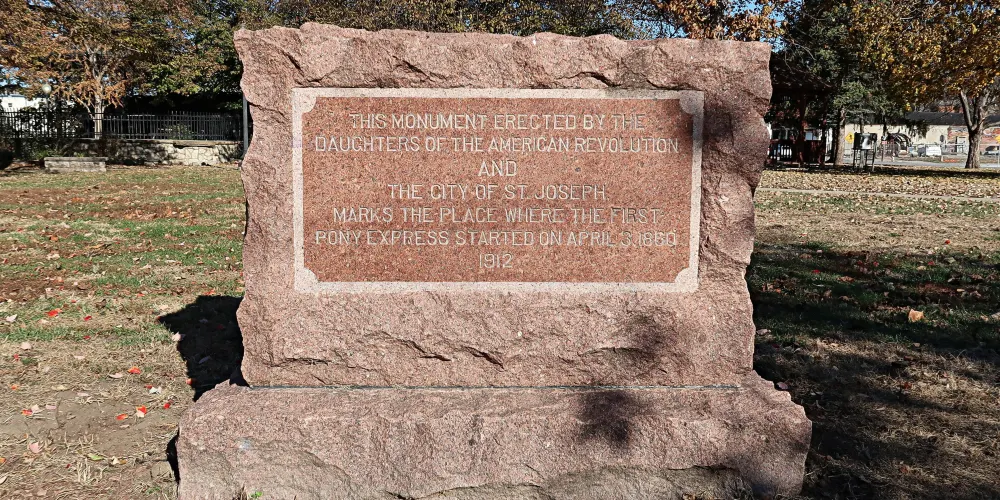 THIS MONUMENT ERECTED BY THE
DAUGHTERS OF THE AMERICAN REVOLUTION
AND
THE CITY OF ST. JOSEPH
MARKS THE PLACE WHERE THE FIRST
PONY EXPRESS STARTED ON APRIL 3, 1860
1912